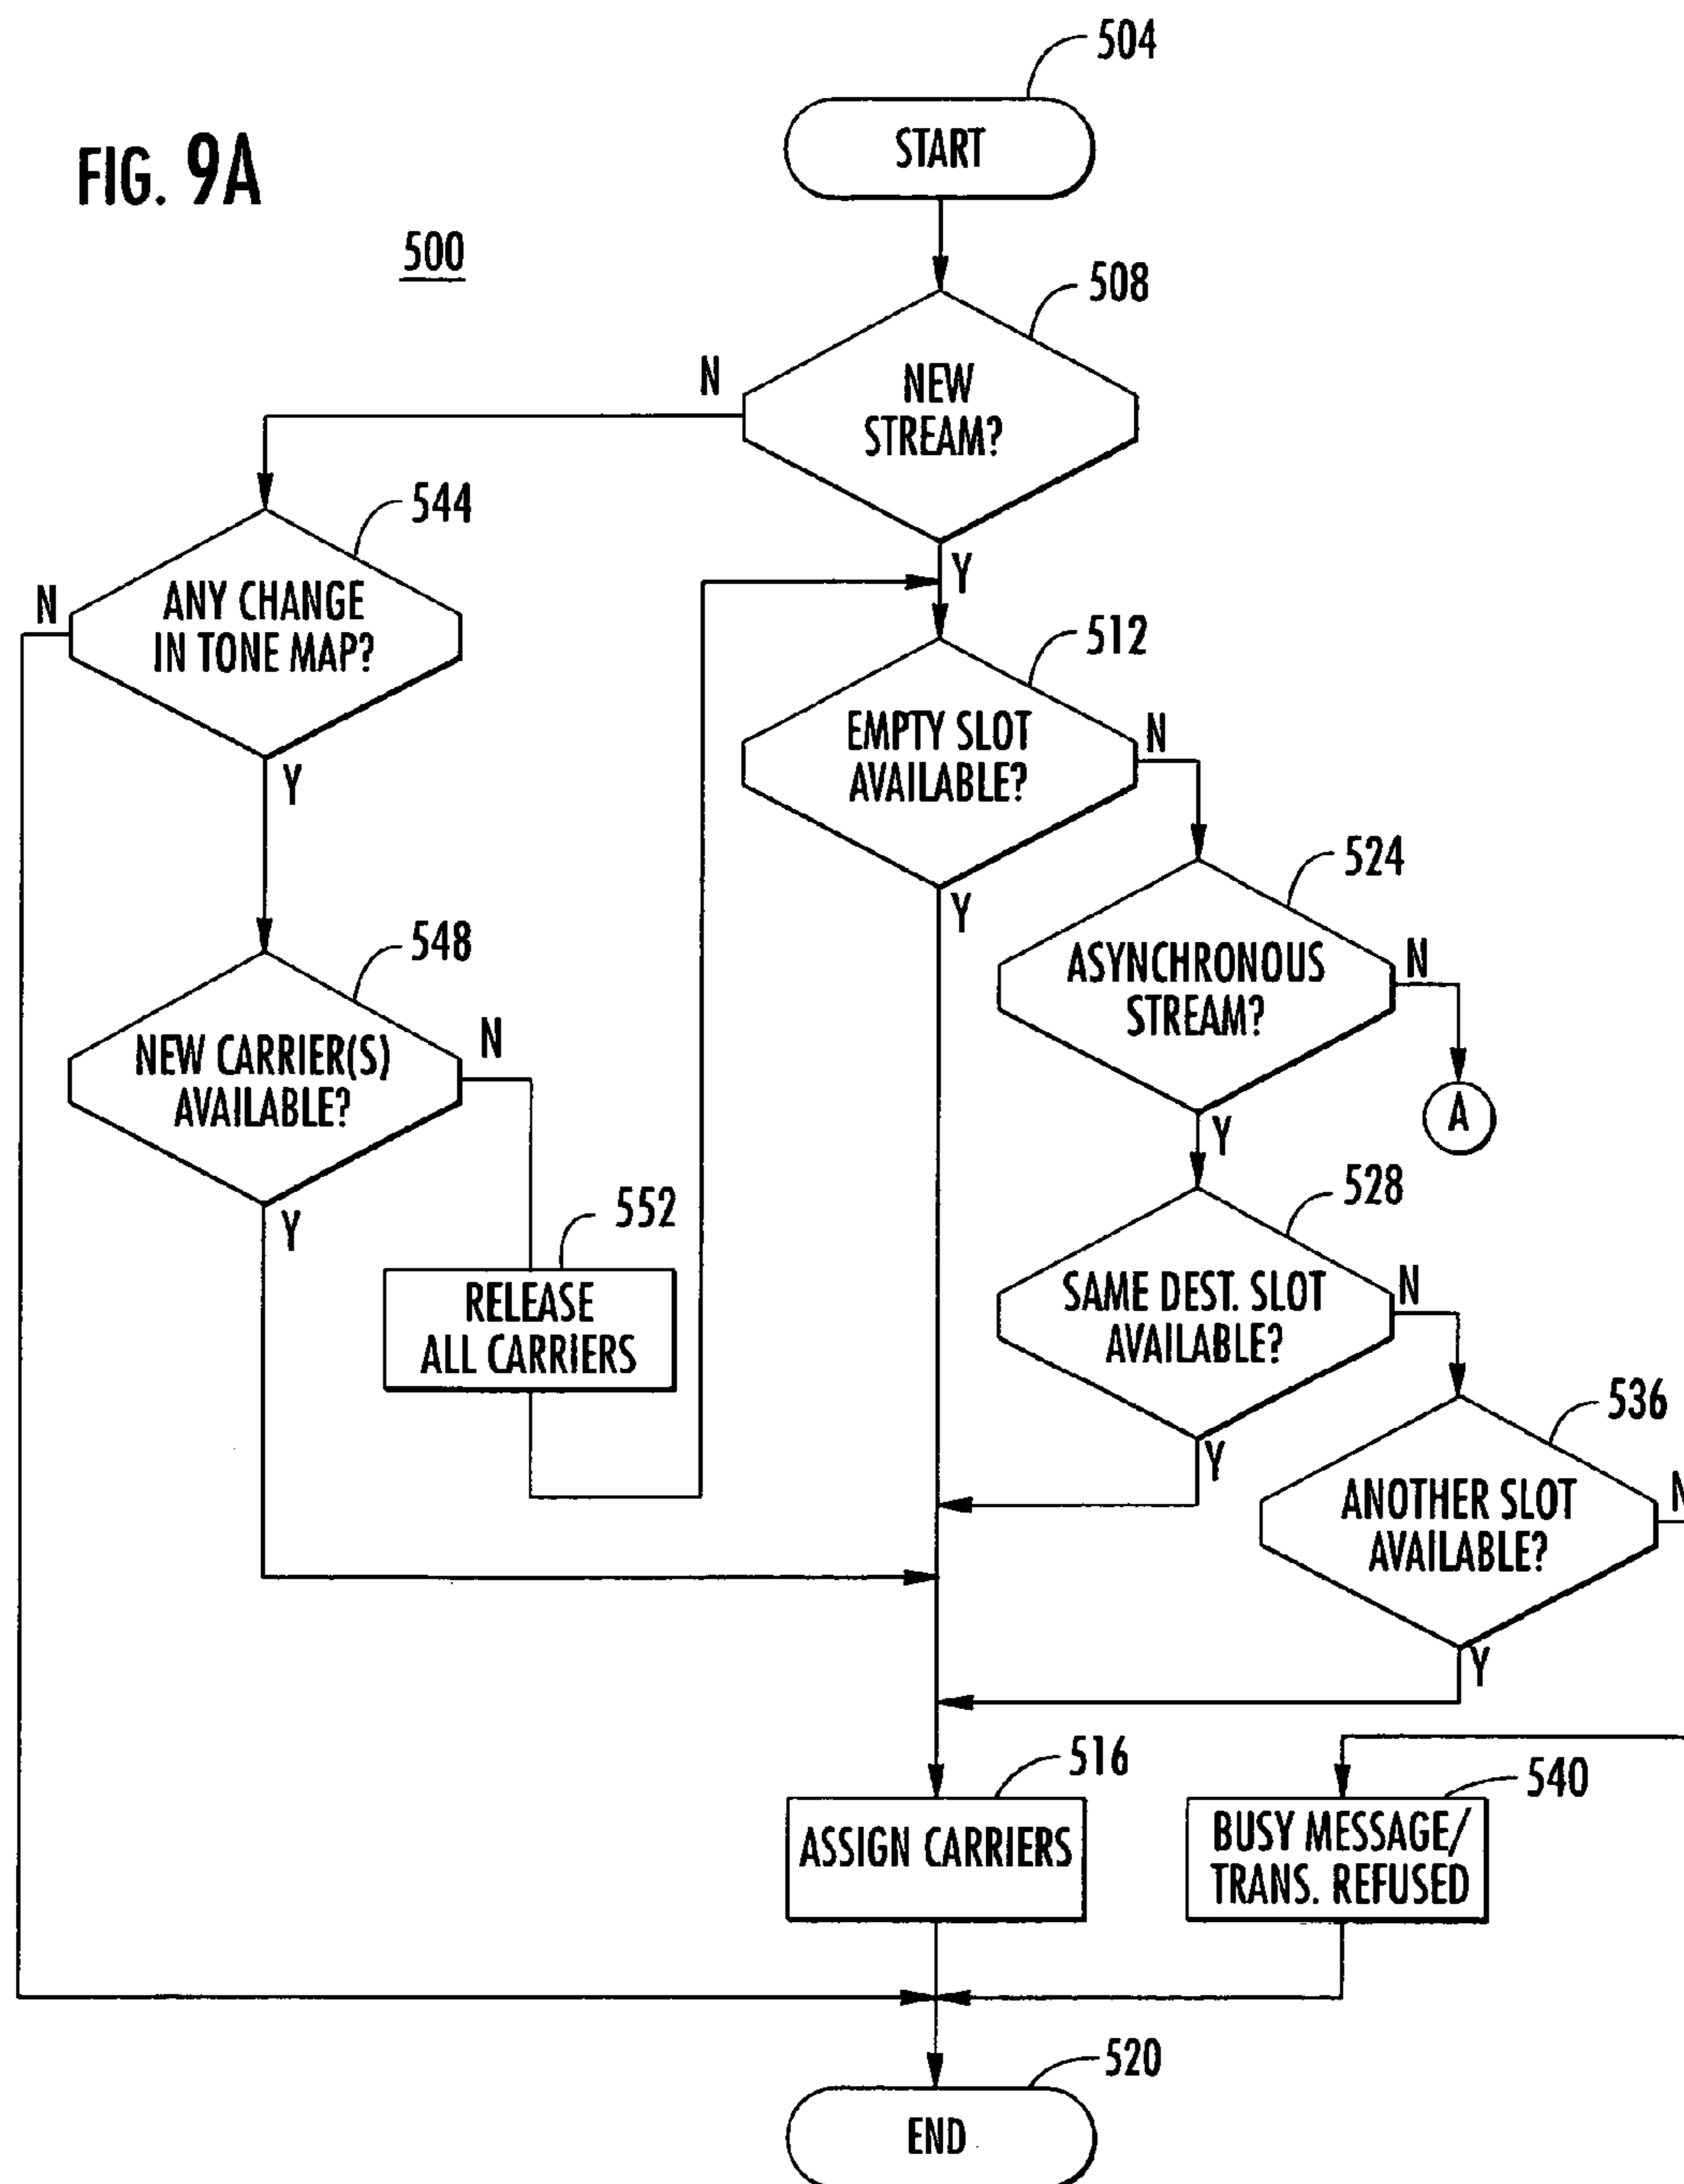 504
START
FIG. 9A
500
508
NEW
STREAM?
N
Y
544
ANY CHANGE
IN TONE MAP?
N
Y
512
EMPTY SLOT
AVAILABLE?
N
Y
524
ASYNCHRONOUS
STREAM?
N
A
Y
548
NEW CARRIER(S)
AVAILABLE?
N
Y
552
RELEASE
ALL CARRIERS
528
SAME DEST. SLOT
AVAILABLE?
N
Y
536
ANOTHER SLOT
AVAILABLE?
N
Y
516
ASSIGN CARRIERS
540
BUSY MESSAGE/
TRANS. REFUSED
520
END